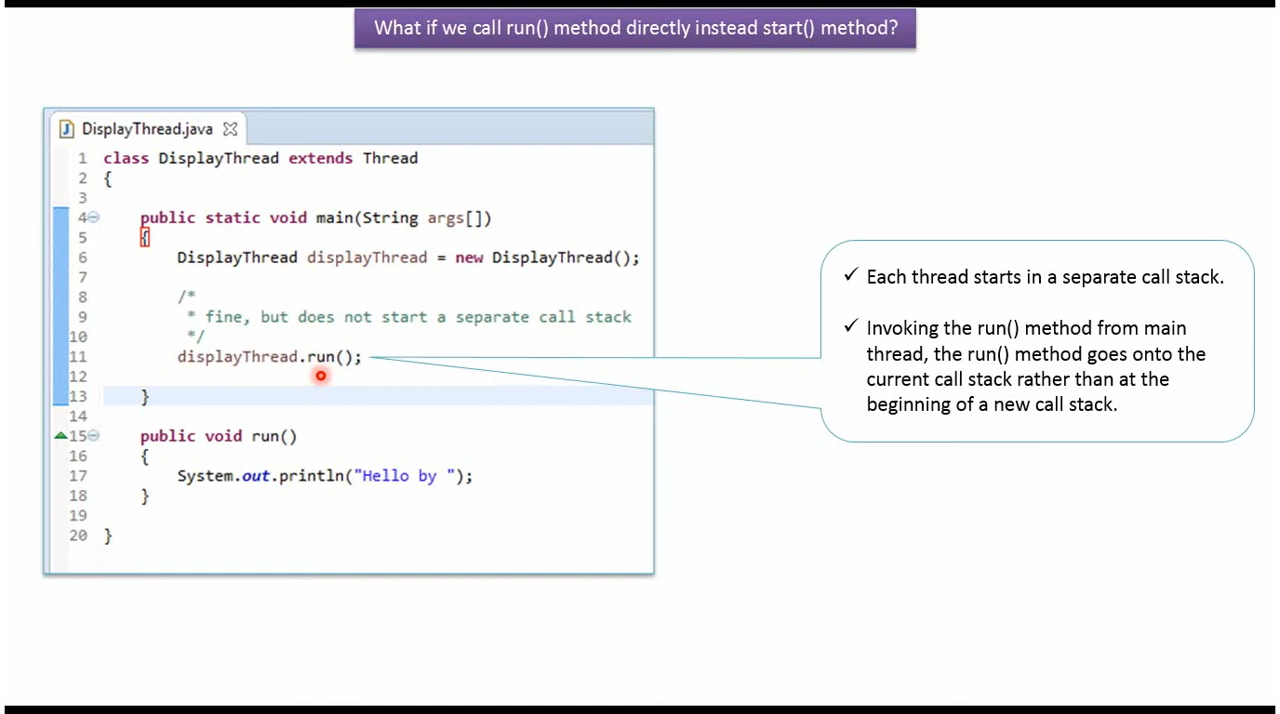 What if we call run() method directly instead start() method?
DisplayThread.java
1 class DisplayThread extends Thread
2 {
3
4 public static void main(String args[])
5 {
6 DisplayThread displayThread = new DisplayThread();
7
8 /*
9 * fine, but does not start a separate call stack
10 */
11 displayThread.run();
12
13 }
14
15 public void run()
16 {
17 System.out.println("Hello by ");
18 }
19
20 }
✓ Each thread starts in a separate call stack.
✓ Invoking the run() method from main
thread, the run() method goes onto the
current call stack rather than at the
beginning of a new call stack.